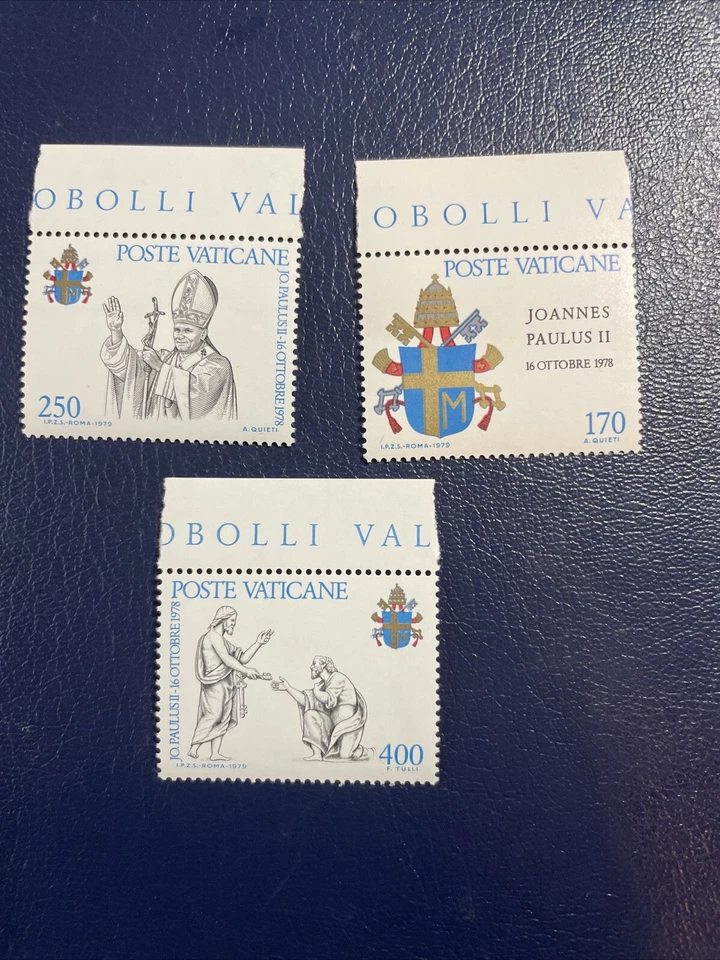 OBOLLI VAL
POSTE VATICANE
JO.PAULUS II-16 OTTOBRE 1978
M
250
I.P.Z.S.-ROMA-1979
A. QUIETI
OBOLLI VA
POSTE VATICANE
JOANNES
PAULUS II
16 OTTOBRE 1978
M
170
I.P.Z.S.-ROMA-1979
A. QUIETI
OBOLLI VAL
POSTE VATICANE
JO.PAULUS II-16 OTTOBRE 1978
M
400
I.P.Z.S.-ROMA-1979
F. TULLI